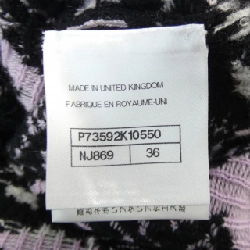 MADE IN UNITED KINGDOM
FABRIQUE EN ROYAUME-UNI
P73592K10550
NJ869 36